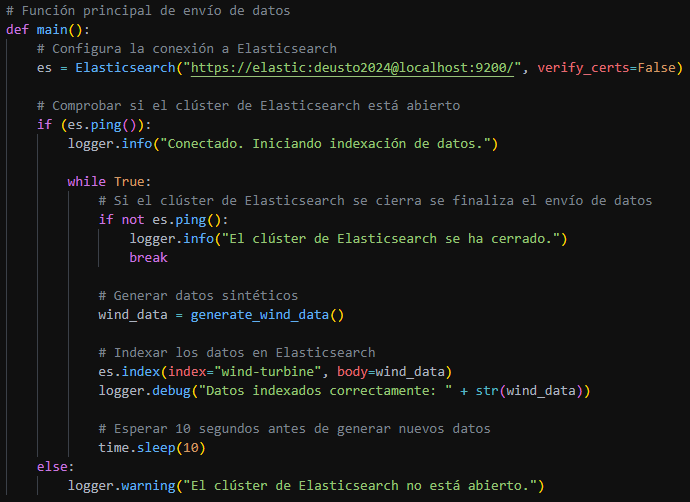 # Función principal de envío de datos
def main():
    # Configura la conexión a Elasticsearch
    es = Elasticsearch("https://elastic:deusto2024@localhost:9200/", verify_certs=False)

    # Comprobar si el clúster de Elasticsearch está abierto
    if (es.ping()):
        logger.info("Conectado. Iniciando indexación de datos.")

        while True:
            # Si el clúster de Elasticsearch se cierra se finaliza el envío de datos
            if not es.ping():
                logger.info("El clúster de Elasticsearch se ha cerrado.")
                break

            # Generar datos sintéticos
            wind_data = generate_wind_data()

            # Indexar los datos en Elasticsearch
            es.index(index="wind-turbine", body=wind_data)
            logger.debug("Datos indexados correctamente: " + str(wind_data))

            # Esperar 10 segundos antes de generar nuevos datos
            time.sleep(10)
    else:
        logger.warning("El clúster de Elasticsearch no está abierto.")